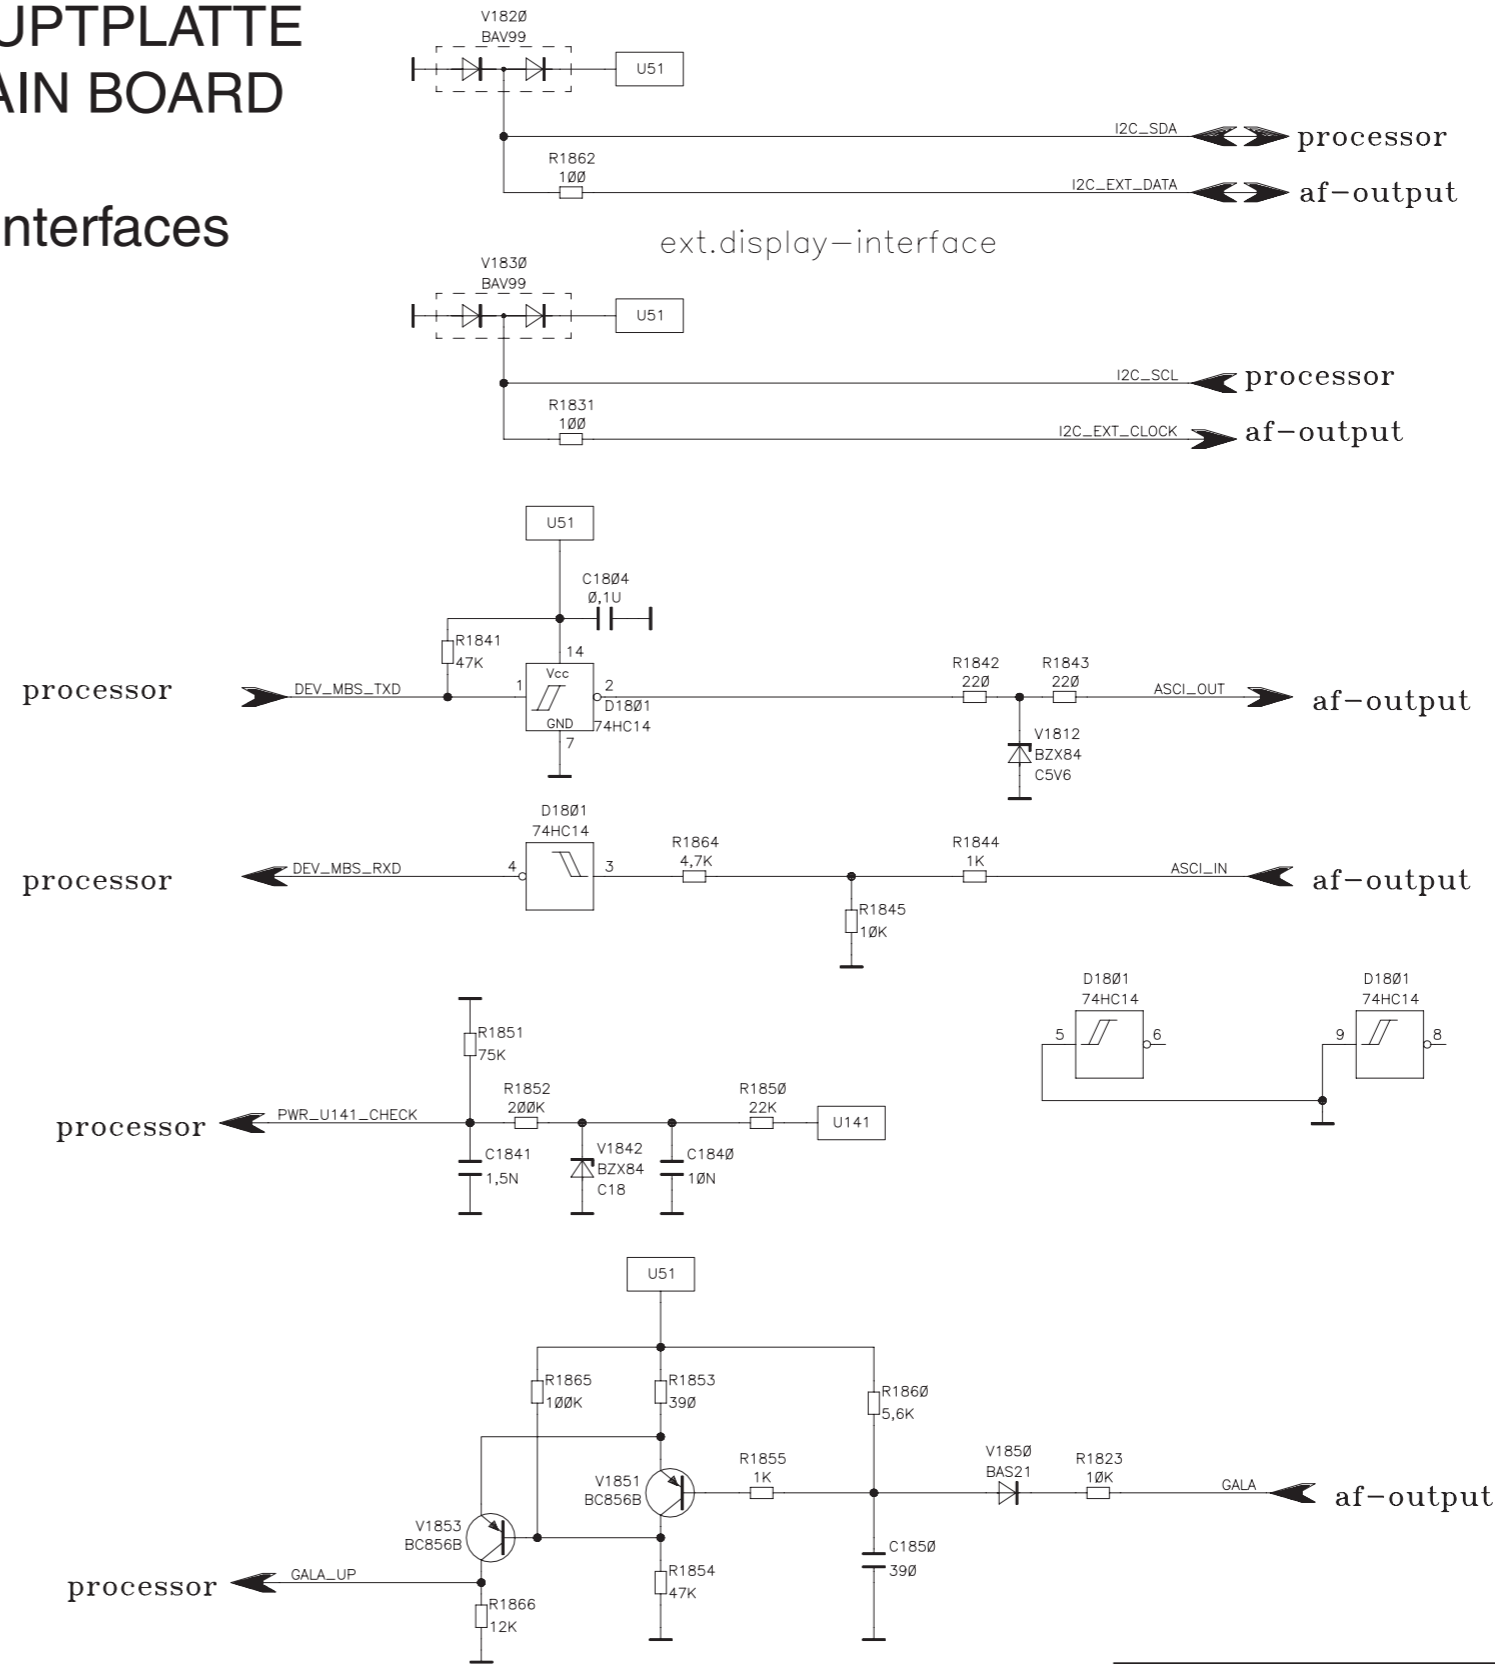 UPTPLATTE
AIN BOARD
nterfaces
V182Ø
BAV99
U51
I2C_SDA
processor
R1862
1ØØ
I2C_EXT_DATA
af-output
ext.display-interface
V183Ø
BAV99
U51
I2C_SCL
processor
R1831
1ØØ
I2C_EXT_CLOCK
af-output
U51
C18Ø4
Ø,1U
R1841
47K
14
Vcc
processor
DEV_MBS_TXD
1
2
D18Ø1
74HC14
GND
7
R1842
22Ø
R1843
22Ø
ASCI_OUT
af-output
V1812
BZX84
C5V6
D18Ø1
74HC14
processor
DEV_MBS_RXD
4
3
R1864
4,7K
R1844
1K
ASCI_IN
af-output
R1845
1ØK
D18Ø1
74HC14
5
6
D18Ø1
74HC14
9
8
R1851
75K
processor
PWR_U141_CHECK
R1852
2ØØK
R185Ø
22K
U141
C1841
1,5N
V1842
BZX84
C18
C184Ø
1ØN
U51
R1865
1ØØK
R1853
39Ø
R186Ø
5,6K
V1851
BC856B
R1855
1K
V185Ø
BAS21
R1823
1ØK
GALA
af-output
V1853
BC856B
C185Ø
39Ø
processor
GALA_UP
R1854
47K
R1866
12K